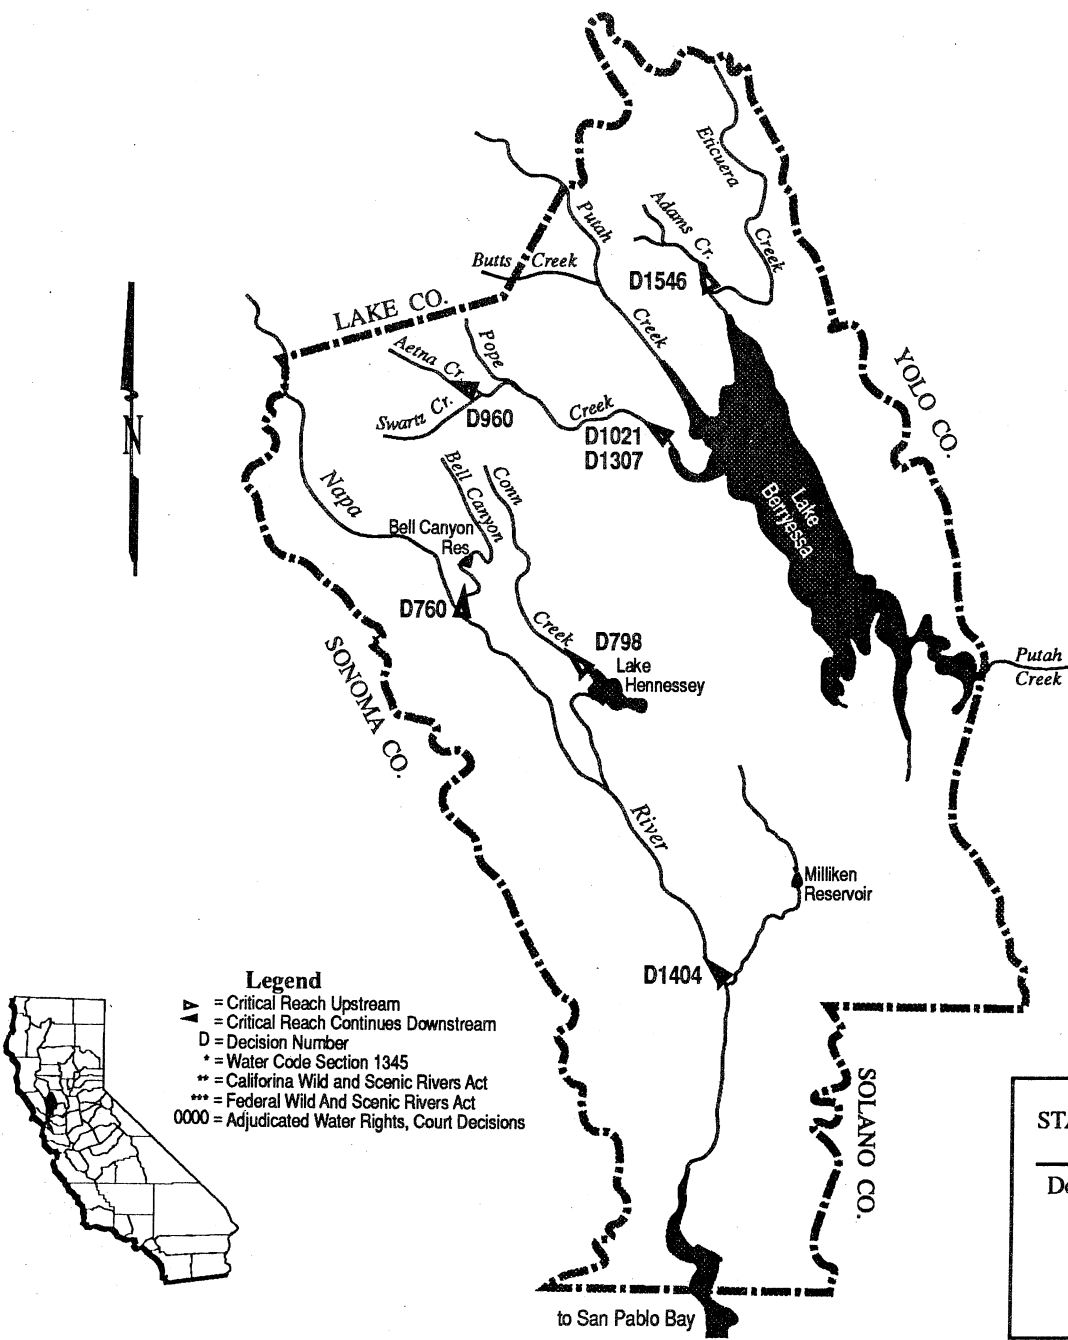 Eticuera
Creek
Adams Cr.
Putah
Creek
Butts Creek
D1546
LAKE CO.
Pope
Creek
Aetna Cr.
Swartz Cr.
D960
D1021
D1307
YOLO CO.
N
Napa
Bell Canyon
Conn
Creek
Bell Canyon
Res
Lake
Berryessa
D760
D798
Lake
Hennessey
SONOMA CO.
Putah
Creek
River
Milliken
Reservoir
D1404
Legend
= Critical Reach Upstream
= Critical Reach Continues Downstream
D = Decision Number
* = Water Code Section 1345
** = Califorina Wild and Scenic Rivers Act
*** = Federal Wild And Scenic Rivers Act
0000 = Adjudicated Water Rights, Court Decisions
SOLANO CO.
STA
De
to San Pablo Bay